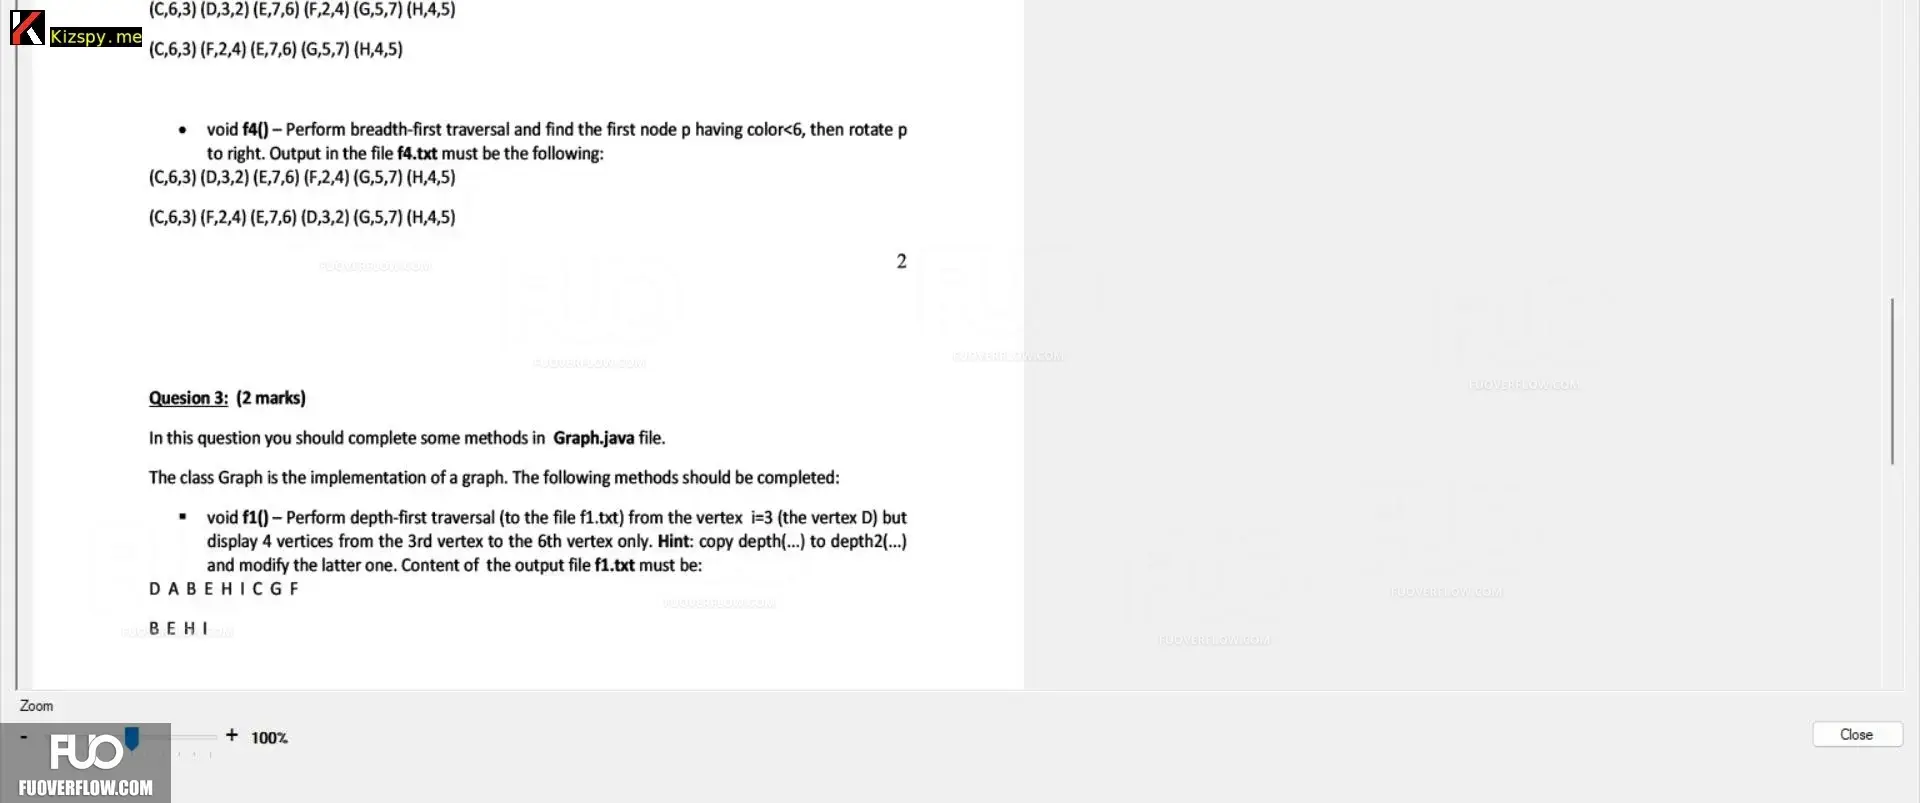 (C,6,3) (D,3,2) (E,7,6) (F,2,4) (G,5,7) (H,4,5)
Kizspy.me
(C,6,3) (F,2,4) (E,7,6) (G,5,7) (H,4,5)
• void f4() – Perform breadth-first traversal and find the first node p having color<6, then rotate p
to right. Output in the file f4.txt must be the following:
(C,6,3) (D,3,2) (E,7,6) (F,2,4) (G,5,7) (H,4,5)
(C,6,3) (F,2,4) (E,7,6) (D,3,2) (G,5,7) (H,4,5)
FUOVERFLOW.COM
2
FUOVERFLOW.COM
FUOVERFLOW.COM
FUOVERFLOW.COM
Quesion 3: (2 marks)
In this question you should complete some methods in Graph.java file.
The class Graph is the implementation of a graph. The following methods should be completed:
▪ void f1() – Perform depth-first traversal (to the file f1.txt) from the vertex i=3 (the vertex D) but
display 4 vertices from the 3rd vertex to the 6th vertex only. Hint: copy depth(...) to depth2(...)
and modify the latter one. Content of the output file f1.txt must be:
D A B E H I C G F
FUOVERFLOW.COM
FUOVERFLOW.COM
B E H I
FUOVERFLOW.COM
FUOVERFLOW.COM
Zoom
- + 100%
Close
FUO
FUOVERFLOW.COM